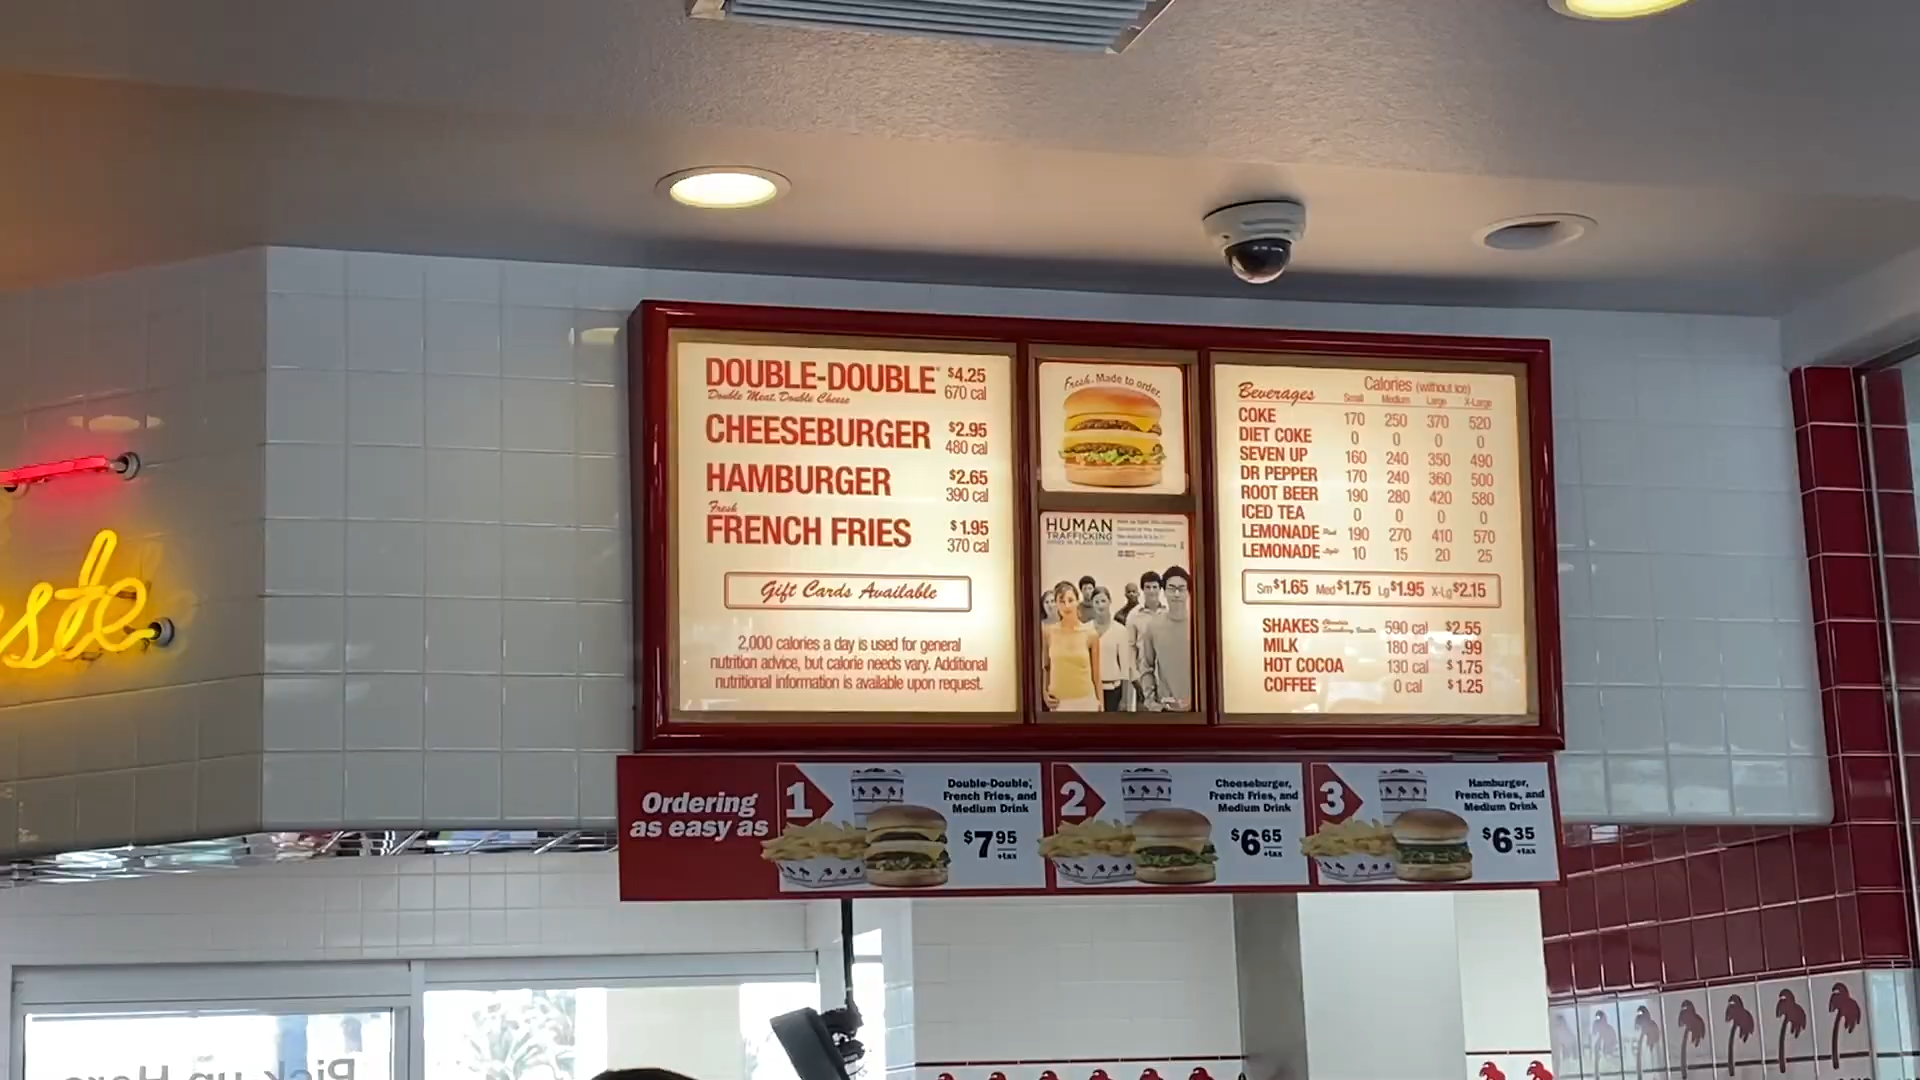 DOUBLE-DOUBLE $4.25
Double Meat. Double Cheese 670 cal
CHEESEBURGER $2.95
480 cal
HAMBURGER $2.65
390 cal
Fresh
FRENCH FRIES $1.95
370 cal
Gift Cards Available
2,000 calories a day is used for general
nutrition advice, but calorie needs vary. Additional
nutritional information is available upon request.
Fresh. Made to order.
HUMAN
TRAFFICKING
Beverages Calories (without ice)
Small Medium Large X-Large
COKE 170 250 370 520
DIET COKE 0 0 0 0
SEVEN UP 160 240 350 490
DR PEPPER 170 240 360 500
ROOT BEER 190 280 420 580
ICED TEA 0 0 0 0
LEMONADE Pink 190 270 410 570
LEMONADE Light 10 15 20 25
Sm $1.65 Med $1.75 Lg $1.95 X-Lg $2.15
SHAKES Chocolate Strawberry Vanilla 590 cal $2.55
MILK 180 cal $ .99
HOT COCOA 130 cal $1.75
COFFEE 0 cal $1.25
Ordering
as easy as
1
Double-Double,
French Fries, and
Medium Drink
$7 95
+tax
2
Cheeseburger,
French Fries, and
Medium Drink
$6 65
+tax
3
Hamburger,
French Fries, and
Medium Drink
$6 35
+tax
ste
Pick up Here